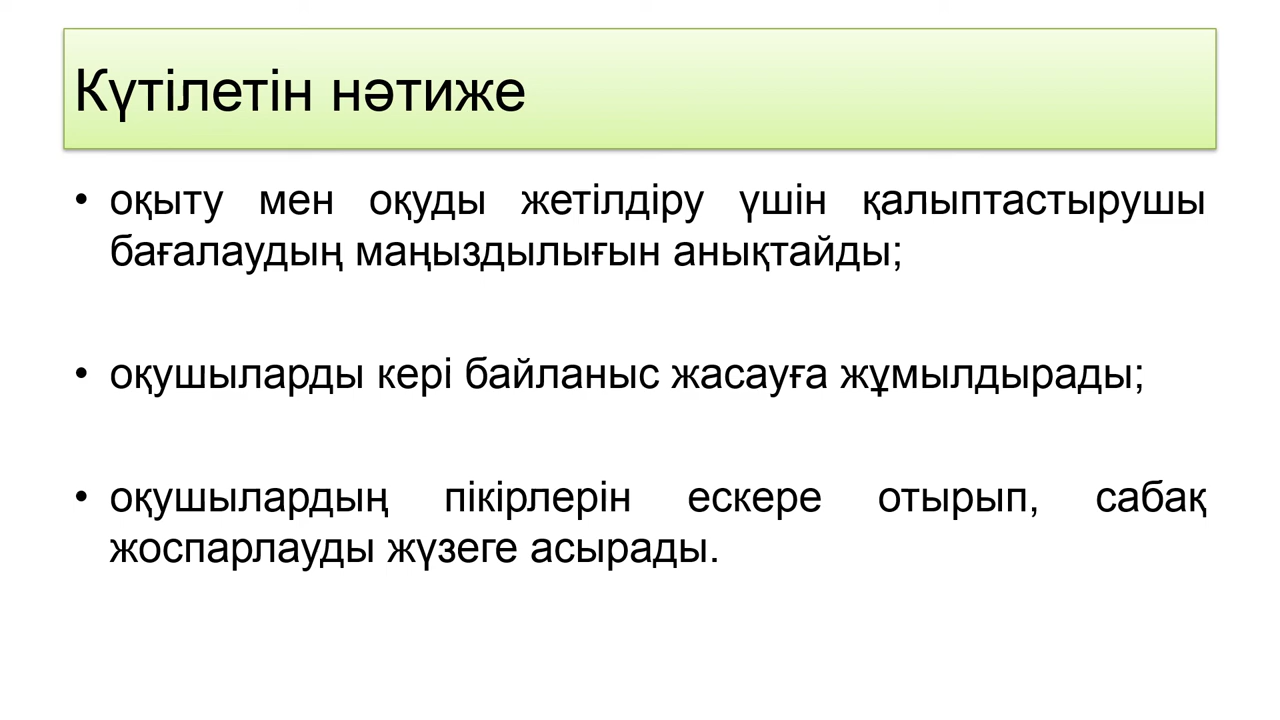 Күтілетін нәтиже
• оқыту мен оқуды жетілдіру үшін қалыптастырушы
бағалаудың маңыздылығын анықтайды;
• оқушыларды кері байланыс жасауға жұмылдырады;
• оқушылардың пікірлерін ескере отырып, сабақ
жоспарлауды жүзеге асырады.